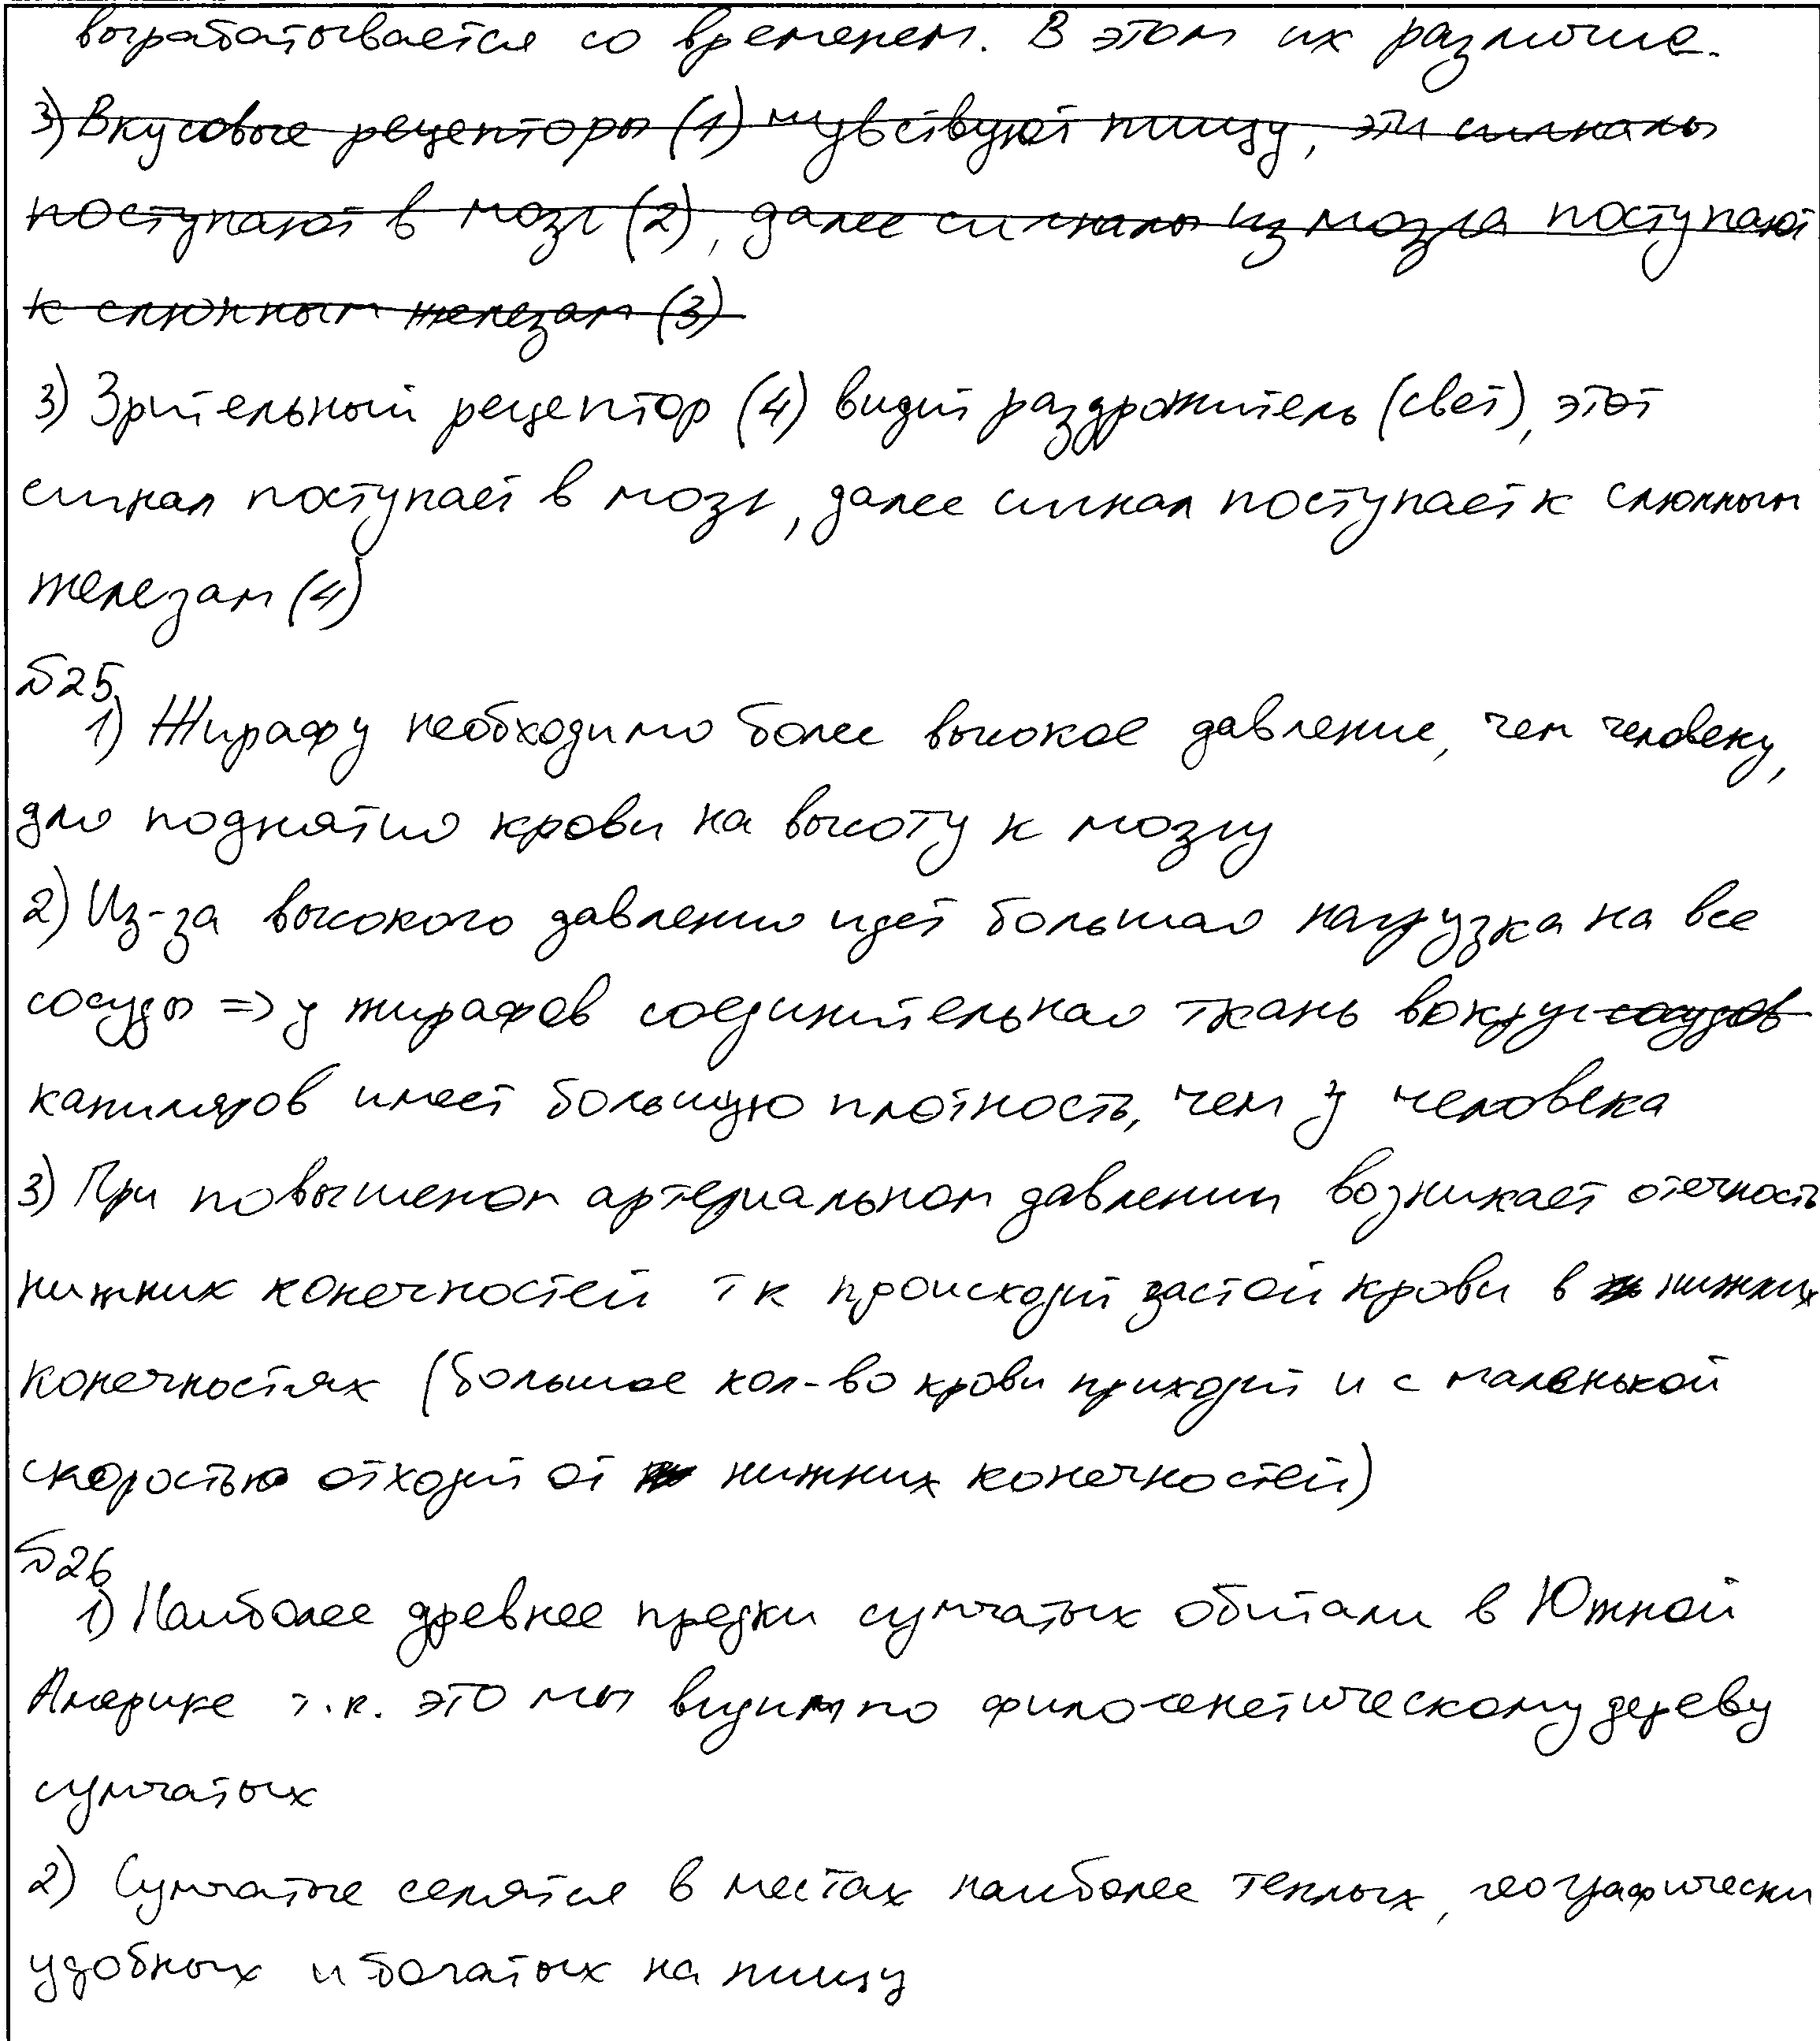 вырабатывается со временем. В этом их различие.
3) Вкусовые рецепторы (1) чувствуют пищу, эти сигналы
поступают в мозг (2), далее сигналы из мозга поступают
к слюнным железам (3)
3) Зрительный рецептор (4) видит раздрожитель (свет), этот
сигнал поступает в мозг, далее сигнал поступает к слюнным
железам (4)
№25
1) Жирафу необходимо более высокое давление, чем человеку,
для поднятия крови на высоту к мозгу
2) Из-за высокого давления идет большая нагрузка на все
сосуды => у жирафов соединительная ткань вокруг сосудов
капиляров имеет большую плотность, чем у человека
3) При повышеном артериальном давлении возникает отечность
нижних конечностей т к происходит застой крови в нижних
конечностях (большое кол-во крови приходит и с маленькой
скоростью отходит от нижних конечностей)
№26
1) Наиболее древнее предки сумчатых обитали в Южной
Америке т.к. это мы видим по филогенетическому дереву
сумчатых
2) Сумчатые селятся в местах наиболее теплых, географически
удобных и богатых на пищу